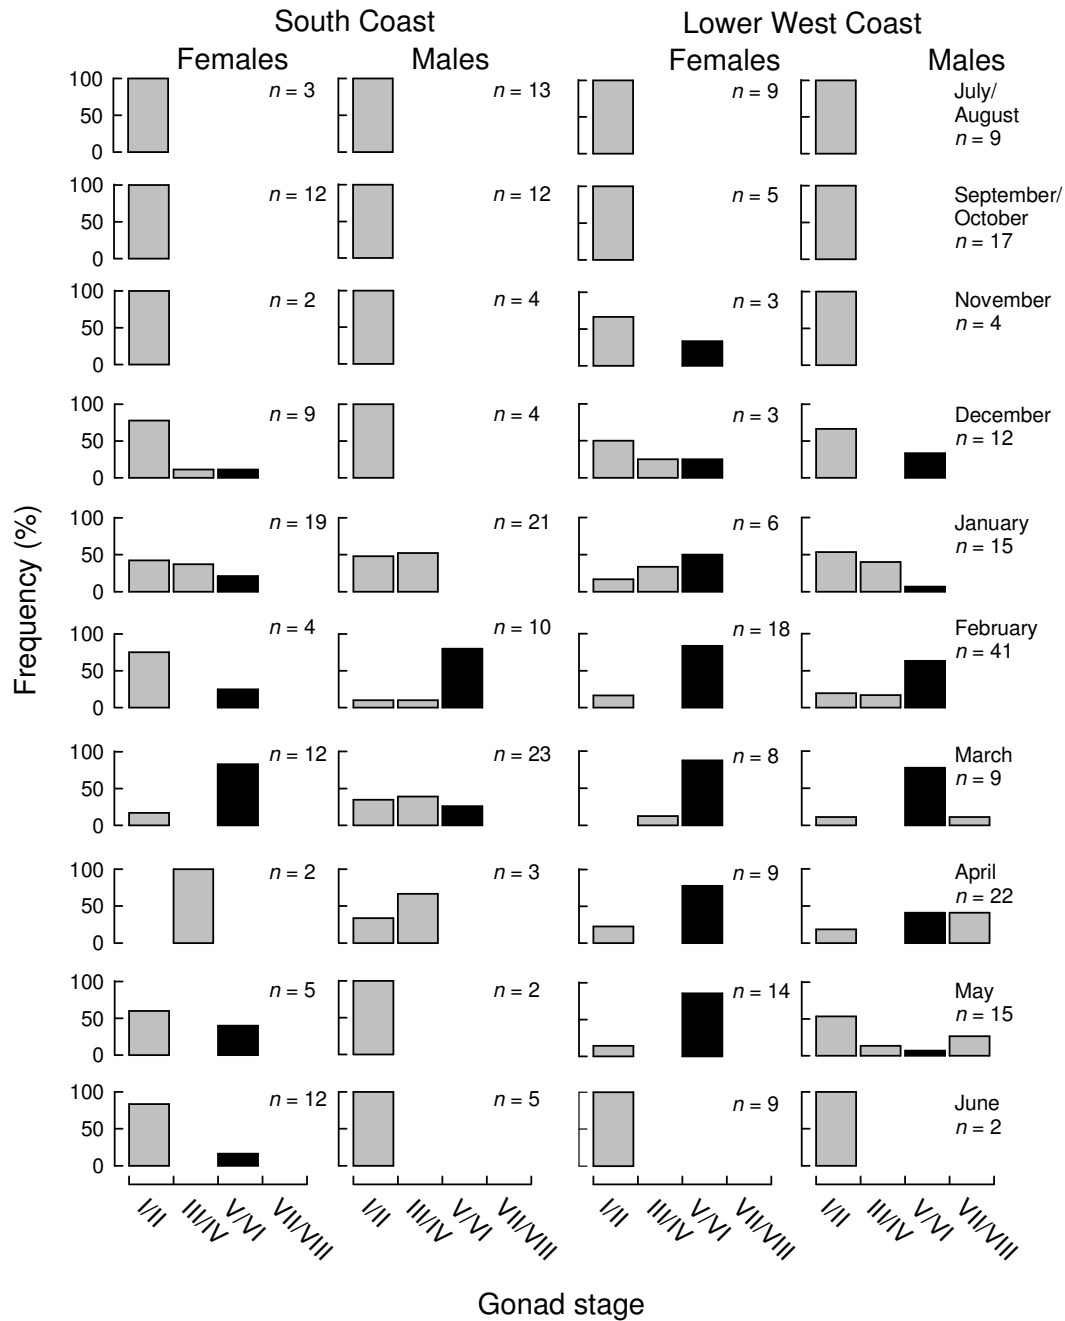 South Coast
Lower West Coast
Females
Males
Females
Males
100
50
0
n = 3
n = 13
n = 9
July/
August
n = 9
100
50
0
n = 12
n = 12
n = 5
September/
October
n = 17
100
50
0
n = 2
n = 4
n = 3
November
n = 4
100
50
0
n = 9
n = 4
n = 3
December
n = 12
100
50
0
n = 19
n = 21
n = 6
January
n = 15
100
50
0
n = 4
n = 10
n = 18
February
n = 41
100
50
0
n = 12
n = 23
n = 8
March
n = 9
100
50
0
n = 2
n = 3
n = 9
April
n = 22
100
50
0
n = 5
n = 2
n = 14
May
n = 15
100
50
0
n = 12
n = 5
n = 9
June
n = 2
Frequency (%)
I/II
III/IV
V/VI
VII/VIII
I/II
III/IV
V/VI
VII/VIII
I/II
III/IV
V/VI
VII/VIII
I/II
III/IV
V/VI
VII/VIII
Gonad stage